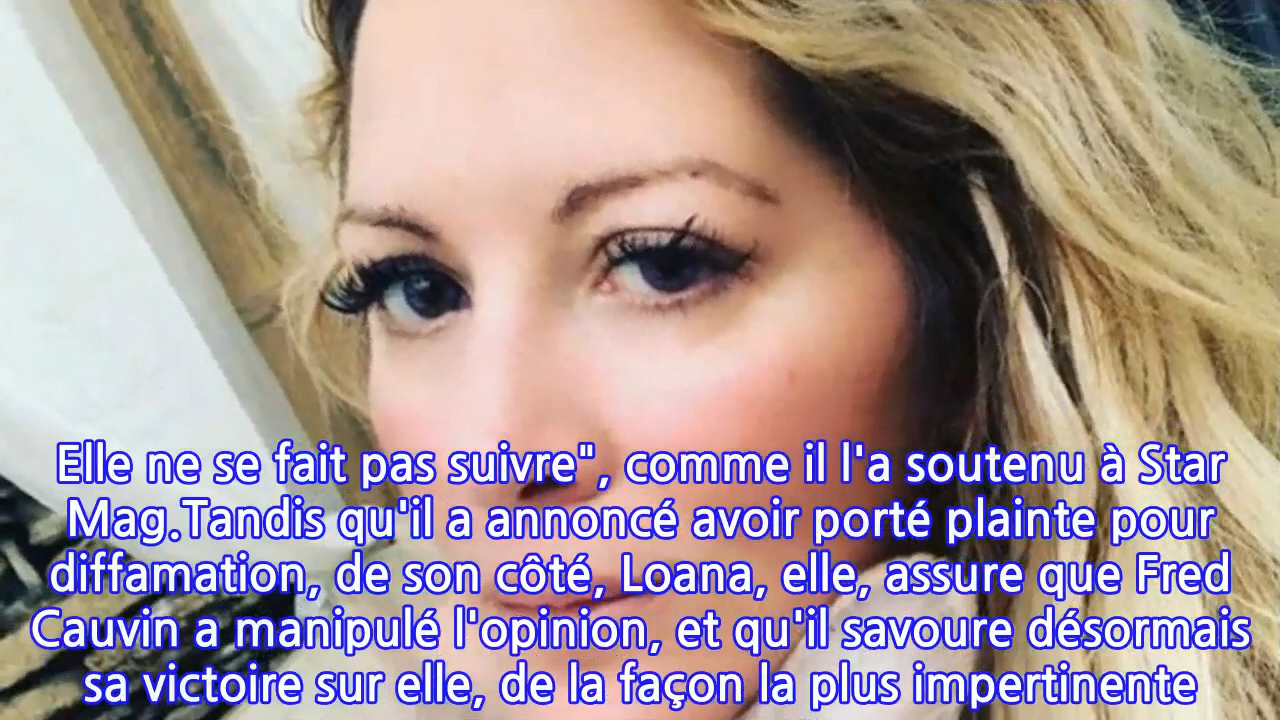 Elle ne se fait pas suivre", comme il l'a soutenu à Star
Mag.Tandis qu'il a annoncé avoir porté plainte pour
diffamation, de son côté, Loana, elle, assure que Fred
Cauvin a manipulé l'opinion, et qu'il savoure désormais
sa victoire sur elle, de la façon la plus impertinente